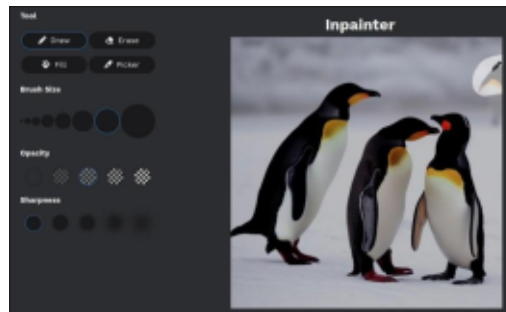 Tool
Inpainter
Draw
Erase
Fill
Picker
Brush Size
Opacity
Sharpness